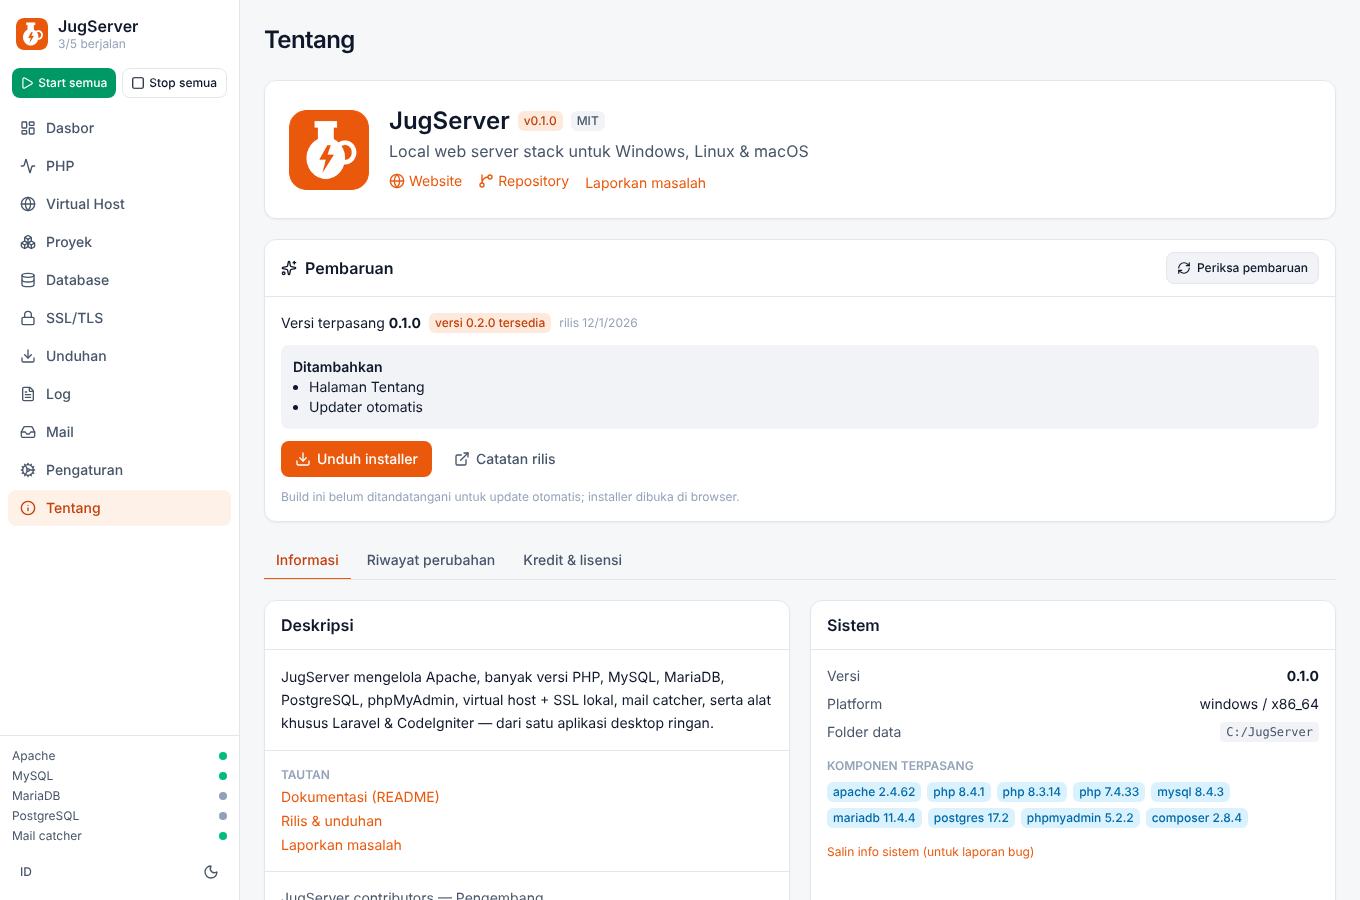 JugServer
3/5 berjalan
Start semua
Stop semua
Dasbor
PHP
Virtual Host
Proyek
Database
SSL/TLS
Unduhan
Log
Mail
Pengaturan
Tentang
Apache
MySQL
MariaDB
PostgreSQL
Mail catcher
ID
Tentang
JugServer v0.1.0 MIT
Local web server stack untuk Windows, Linux & macOS
Website Repository Laporkan masalah
Pembaruan
Periksa pembaruan
Versi terpasang 0.1.0 versi 0.2.0 tersedia rilis 12/1/2026
Ditambahkan
• Halaman Tentang
• Updater otomatis
Unduh installer Catatan rilis
Build ini belum ditandatangani untuk update otomatis; installer dibuka di browser.
Informasi Riwayat perubahan Kredit & lisensi
Deskripsi
JugServer mengelola Apache, banyak versi PHP, MySQL, MariaDB,
PostgreSQL, phpMyAdmin, virtual host + SSL lokal, mail catcher, serta alat
khusus Laravel & CodeIgniter — dari satu aplikasi desktop ringan.
TAUTAN
Dokumentasi (README)
Rilis & unduhan
Laporkan masalah
JugServer contributors — Pengembang
Sistem
Versi 0.1.0
Platform windows / x86_64
Folder data C:/JugServer
KOMPONEN TERPASANG
apache 2.4.62 php 8.4.1 php 8.3.14 php 7.4.33 mysql 8.4.3
mariadb 11.4.4 postgres 17.2 phpmyadmin 5.2.2 composer 2.8.4
Salin info sistem (untuk laporan bug)